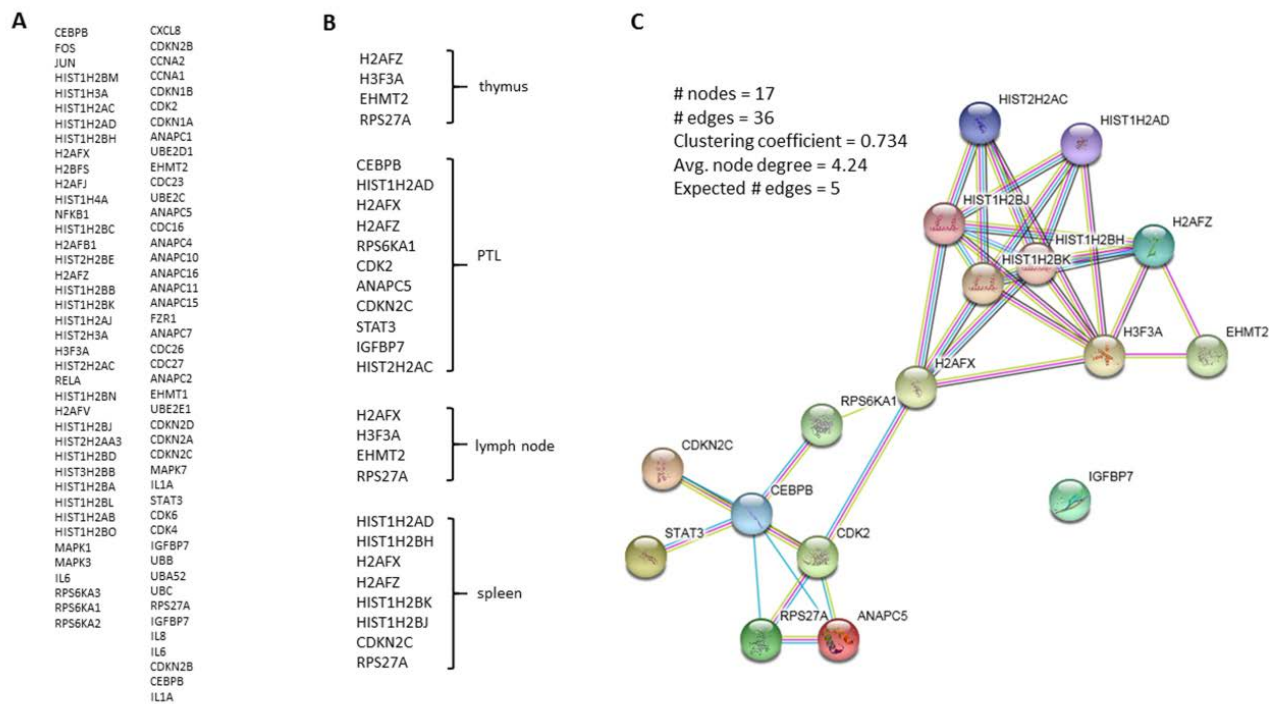 A
CEBPB
FOS
JUN
HIST1H2BM
HIST1H3A
HIST1H2AC
HIST1H2AD
HIST1H2BH
H2AFX
H2BFS
H2AFJ
HIST1H4A
NFKB1
HIST1H2BC
H2AFB1
HIST2H2BE
H2AFZ
HIST1H2BB
HIST1H2BK
HIST1H2AJ
HIST2H3A
H3F3A
HIST2H2AC
RELA
HIST1H2BN
H2AFV
HIST1H2BJ
HIST2H2AA3
HIST1H2BD
HIST3H2BB
HIST1H2BA
HIST1H2BL
HIST1H2AB
HIST1H2BO
MAPK1
MAPK3
IL6
RPS6KA3
RPS6KA1
RPS6KA2
CXCL8
CDKN2B
CCNA2
CCNA1
CDKN1B
CDK2
CDKN1A
ANAPC1
UBE2D1
EHMT2
CDC23
UBE2C
ANAPC5
CDC16
ANAPC4
ANAPC10
ANAPC16
ANAPC11
ANAPC15
FZR1
ANAPC7
CDC26
CDC27
ANAPC2
EHMT1
UBE2E1
CDKN2D
CDKN2A
CDKN2C
MAPK7
IL1A
STAT3
CDK6
CDK4
IGFBP7
UBB
UBA52
UBC
RPS27A
IGFBP7
IL8
IL6
CDKN2B
CEBPB
IL1A
B
H2AFZ
H3F3A
EHMT2
RPS27A
thymus
CEBPB
HIST1H2AD
H2AFX
H2AFZ
RPS6KA1
CDK2
ANAPC5
CDKN2C
STAT3
IGFBP7
HIST2H2AC
PTL
H2AFX
H3F3A
EHMT2
RPS27A
lymph node
HIST1H2AD
HIST1H2BH
H2AFX
H2AFZ
HIST1H2BK
HIST1H2BJ
CDKN2C
RPS27A
spleen
C
# nodes = 17
# edges = 36
Clustering coefficient = 0.734
Avg. node degree = 4.24
Expected # edges = 5
HIST2H2AC
HIST1H2AD
HIST1H2BJ
H2AFZ
HIST1H2BH
HIST1H2BK
H3F3A
EHMT2
H2AFX
RPS6KA1
CDKN2C
CEBPB
IGFBP7
STAT3
CDK2
RPS27A
ANAPC5